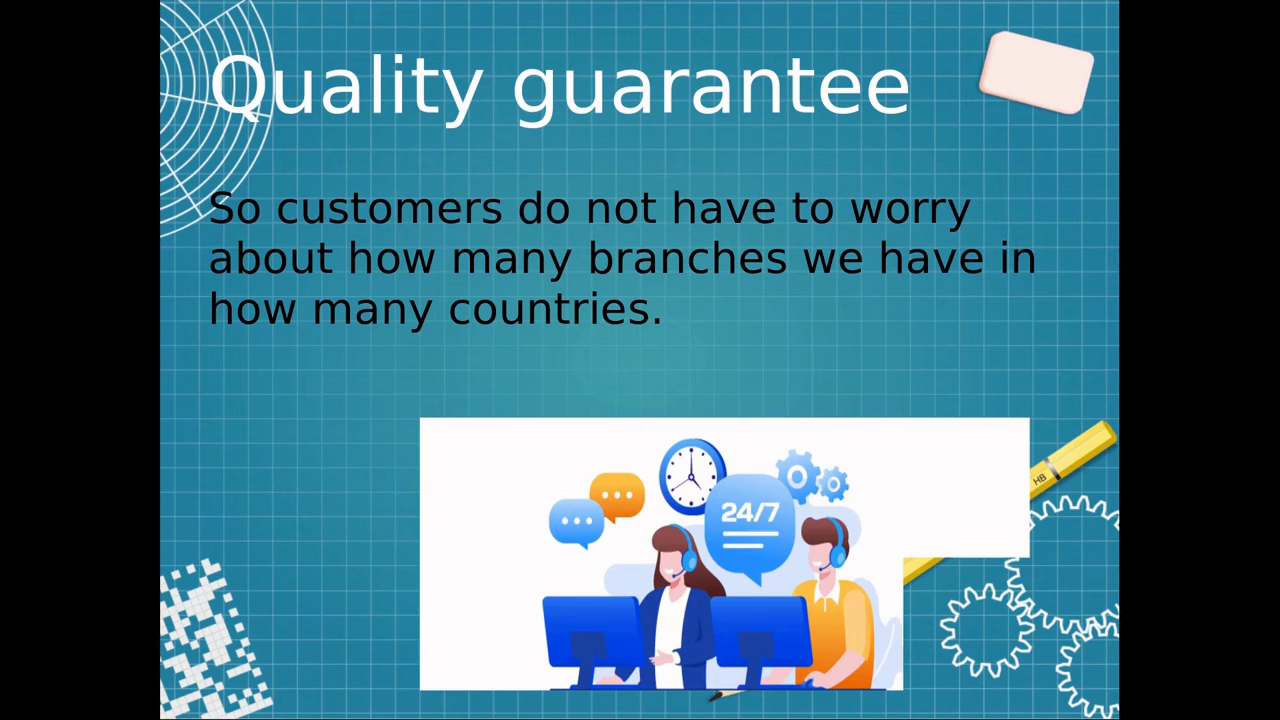 Quality guarantee
So customers do not have to worry
about how many branches we have in
how many countries.
24/7
HB